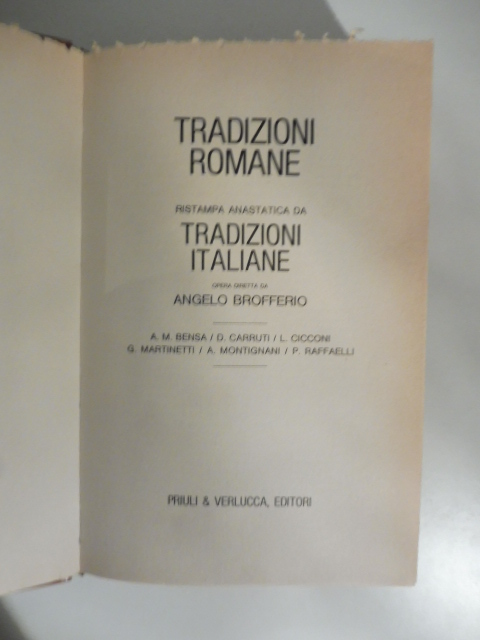 TRADIZIONI
ROMANE
RISTAMPA ANASTATICA DA
TRADIZIONI
ITALIANE
OPERA DIRETTA DA
ANGELO BROFFERIO
A. M. BENSA / D. CARRUTI / L. CICCONI
G. MARTINETTI / A. MONTIGNANI / P. RAFFAELLI
PRIULI & VERLUCCA, EDITORI